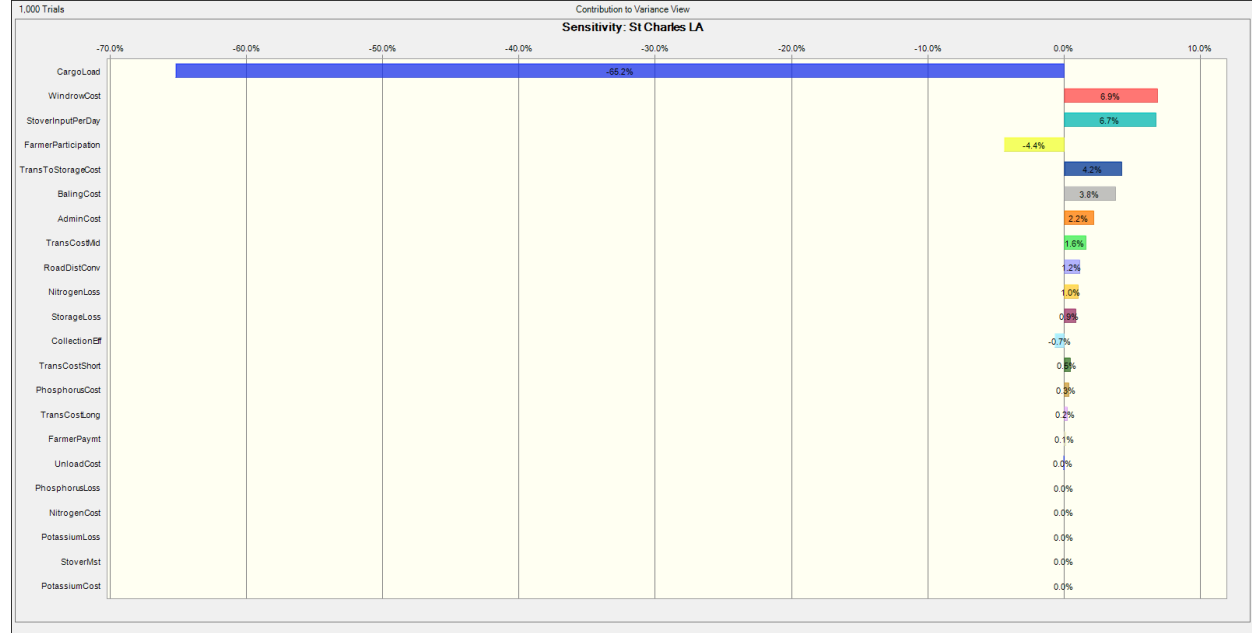 1,000 Trials
Contribution to Variance View
Sensitivity: St Charles LA
-70.0% -60.0% -50.0% -40.0% -30.0% -20.0% -10.0% 0.0% 10.0%
CargoLoad -65.2%
WindrowCost 6.9%
StoverInputPerDay 6.7%
FarmerParticipation -4.4%
TransToStorageCost 4.2%
BalingCost 3.8%
AdminCost 2.2%
TransCostMid 1.6%
RoadDistConv 1.2%
NitrogenLoss 1.0%
StorageLoss 0.9%
CollectionEff -0.7%
TransCostShort 0.5%
PhosphorusCost 0.3%
TransCostLong 0.2%
FarmerPaymt 0.1%
UnloadCost 0.0%
PhosphorusLoss 0.0%
NitrogenCost 0.0%
PotassiumLoss 0.0%
StoverMst 0.0%
PotassiumCost 0.0%